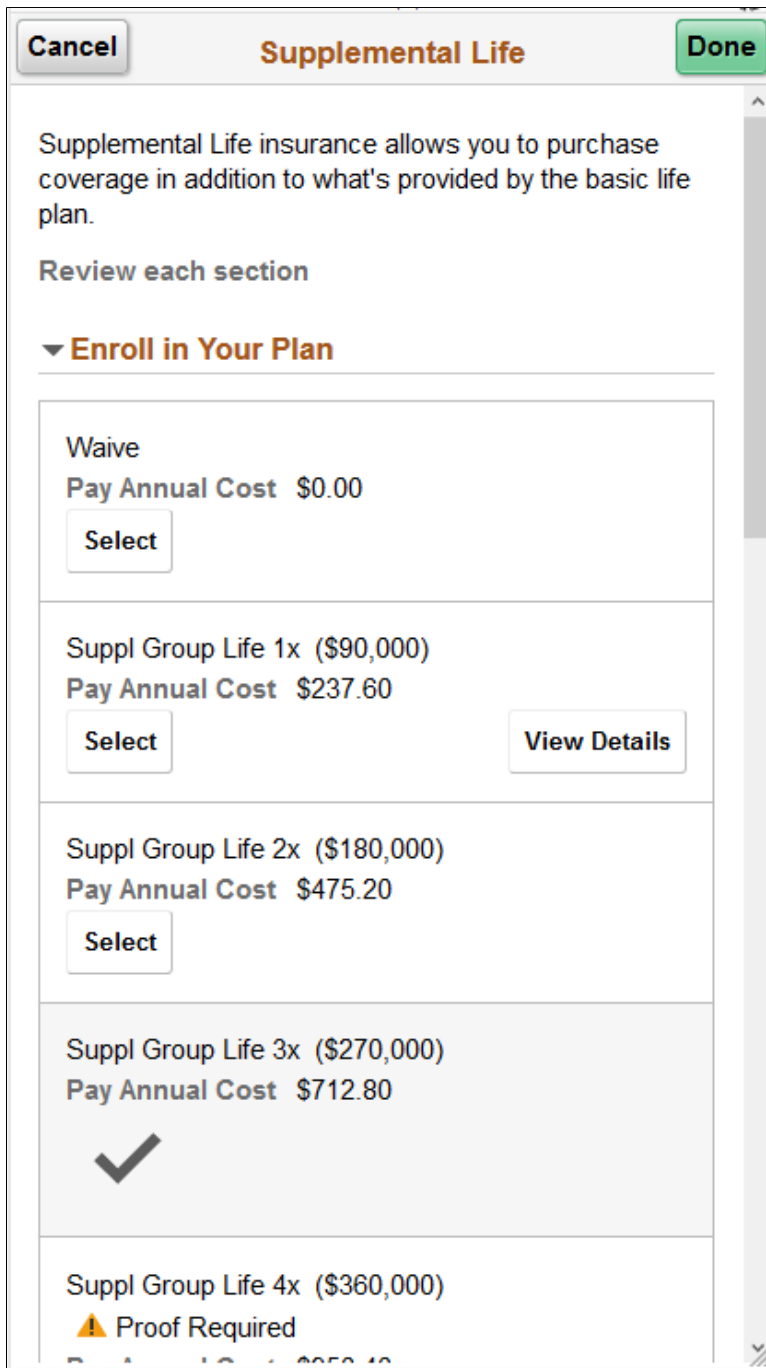 Cancel
Supplemental Life
Done
Supplemental Life insurance allows you to purchase
coverage in addition to what's provided by the basic life
plan.
Review each section
Enroll in Your Plan
Waive
Pay Annual Cost $0.00
Select
Suppl Group Life 1x ($90,000)
Pay Annual Cost $237.60
Select
View Details
Suppl Group Life 2x ($180,000)
Pay Annual Cost $475.20
Select
Suppl Group Life 3x ($270,000)
Pay Annual Cost $712.80
Suppl Group Life 4x ($360,000)
Proof Required